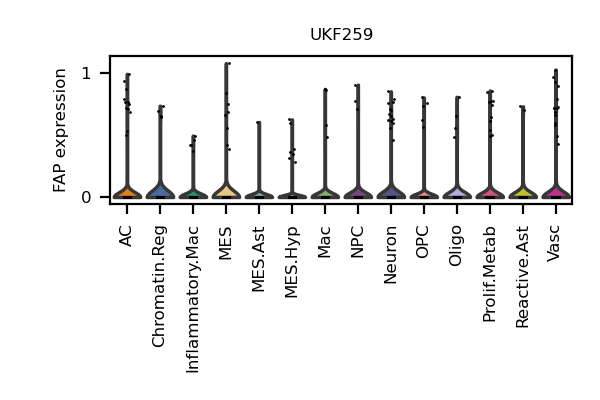 UKF259
FAP expression
1
0
AC
Chromatin.Reg
Inflammatory.Mac
MES
MES.Ast
MES.Hyp
Mac
NPC
Neuron
OPC
Oligo
Prolif.Metab
Reactive.Ast
Vasc